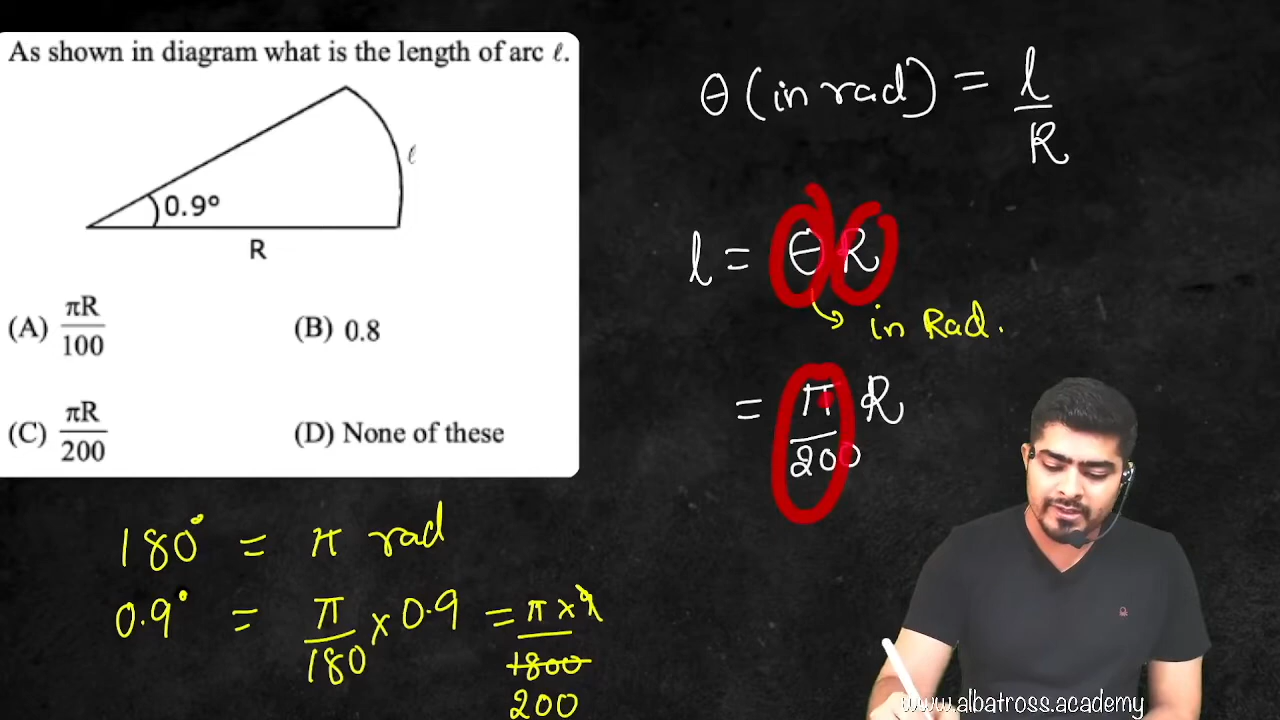 As shown in diagram what is the length of arc ℓ.
ℓ
0.9°
R
(A) πR/100
(B) 0.8
(C) πR/200
(D) None of these
θ (in rad) = l/R
l = θ R
in Rad.
= π/200 R
180° = π rad
0.9° = π/180 × 0.9 = π×9/1800
200
www.albatross.academy